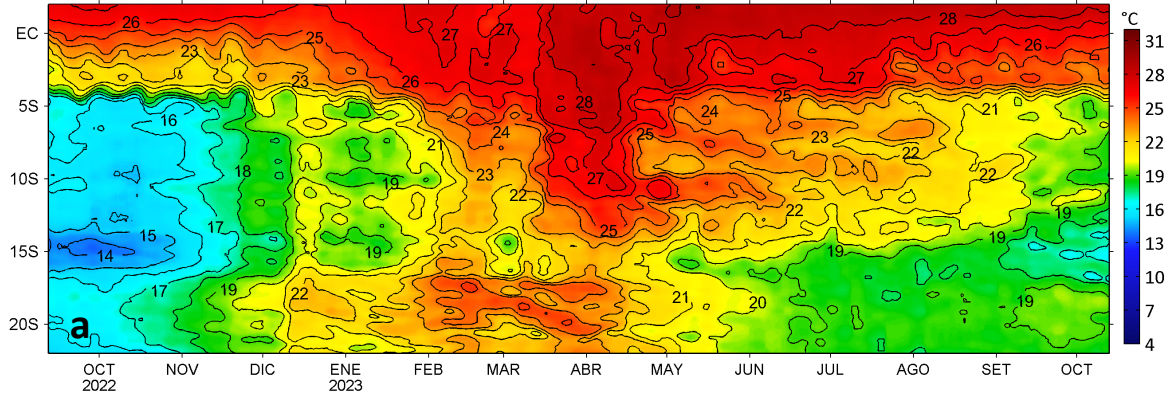 °C
26 25 27 27 28
EC 31
23 26
28
23 26 27
25
5S 28 24 21 25
16 24 25 23
21 22 22
18 23 22
10S 19 27 22 19
17 22 19
15 25 16
15S 14 19 19 19 13
17 19 22 21 20 19 10
a
20S 7
4
OCT NOV DIC ENE FEB MAR ABR MAY JUN JUL AGO SET OCT
2022 2023